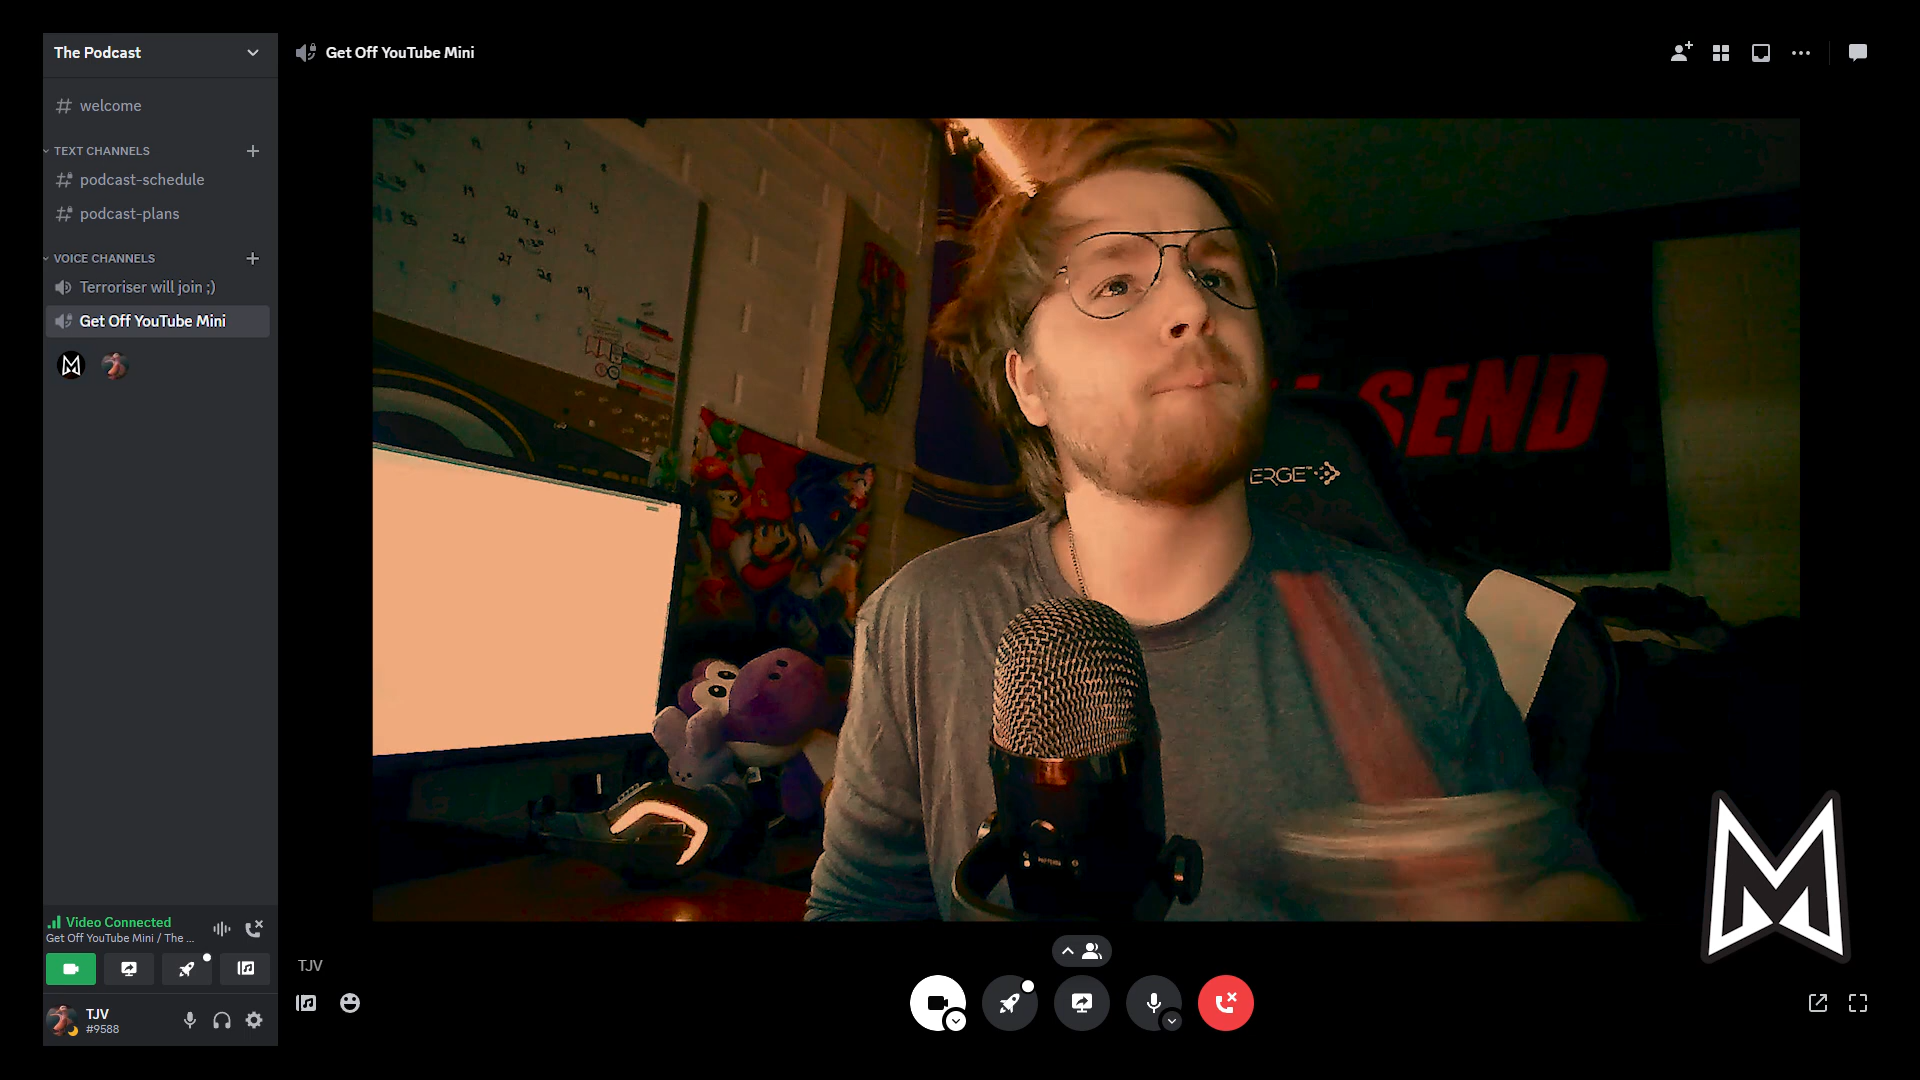 The Podcast
Get Off YouTube Mini
welcome
TEXT CHANNELS
podcast-schedule
podcast-plans
VOICE CHANNELS
Terroriser will join ;)
Get Off YouTube Mini
SEND
ERGE
Video Connected
Get Off YouTube Mini / The ...
TJV
#9588
TJV
M